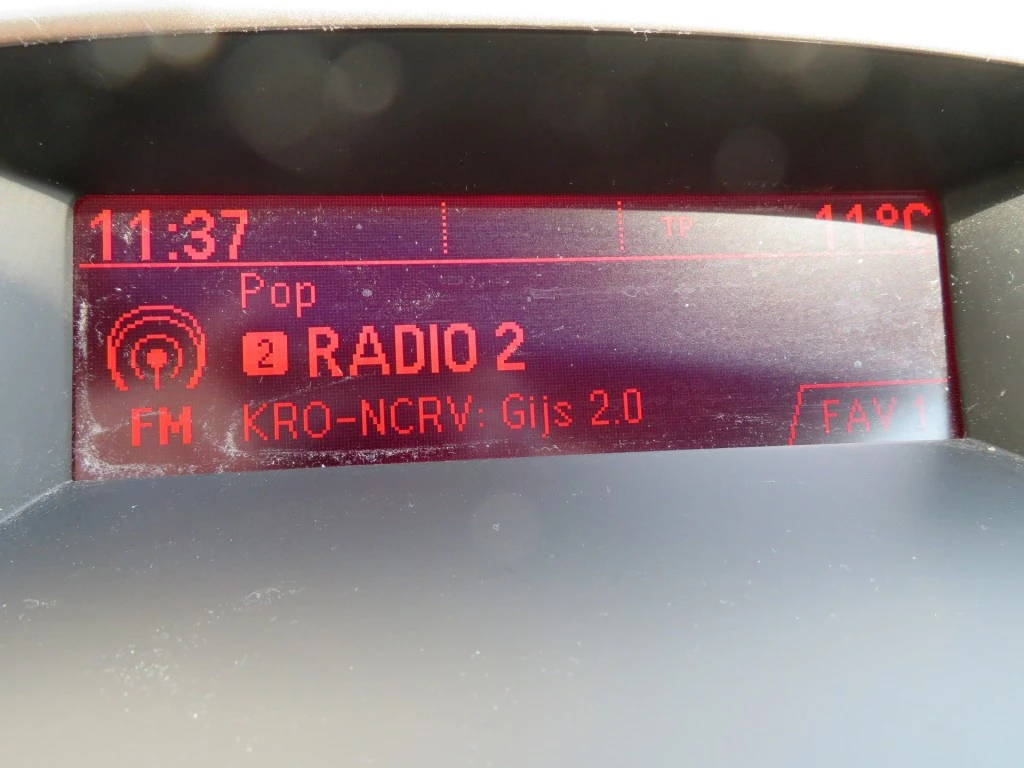 11:37 TP 11°C
Pop
2 RADIO 2
FM KRO-NCRV: Gijs 2.0 FAV 1